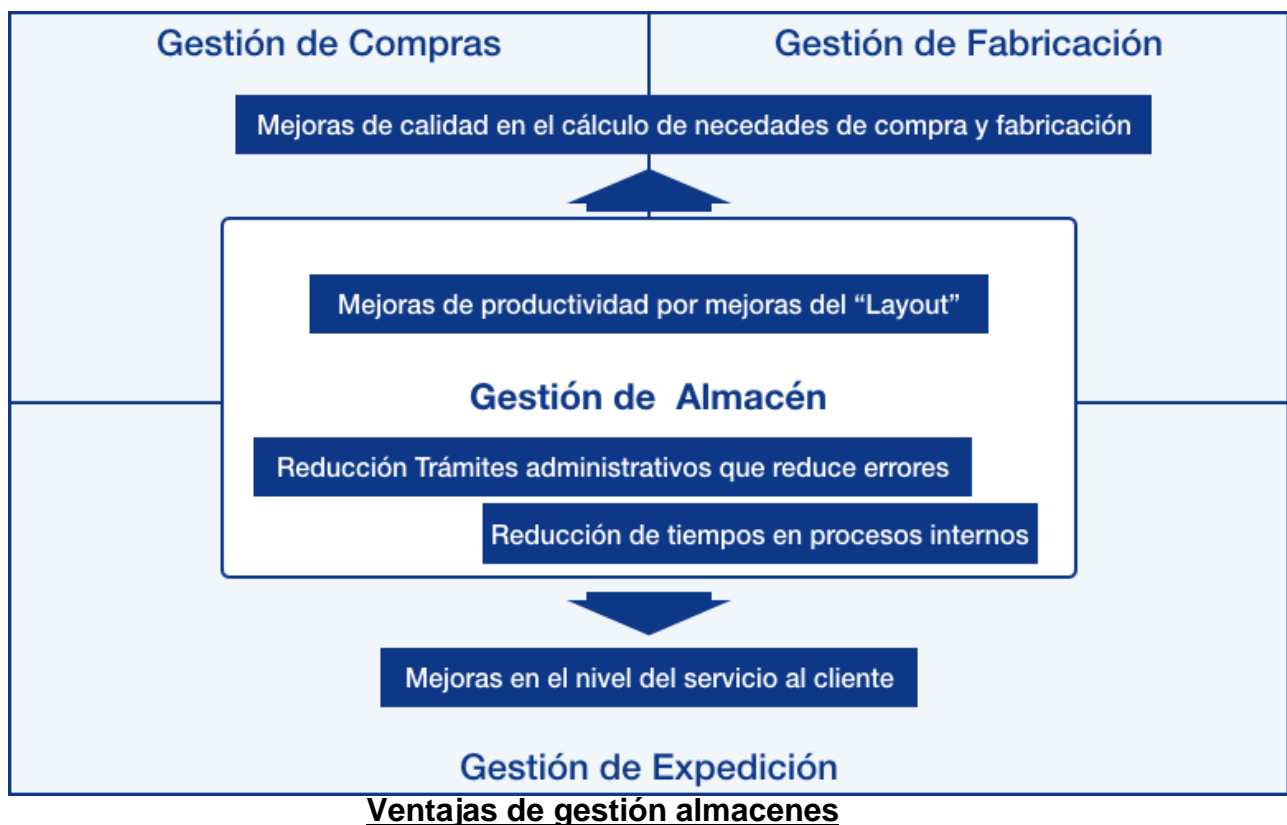 Gestión de Compras
Gestión de Fabricación
Mejoras de calidad en el cálculo de necedades de compra y fabricación
Mejoras de productividad por mejoras del “Layout”
Gestión de Almacén
Reducción Trámites administrativos que reduce errores
Reducción de tiempos en procesos internos
Mejoras en el nivel del servicio al cliente
Gestión de Expedición
Ventajas de gestión almacenes